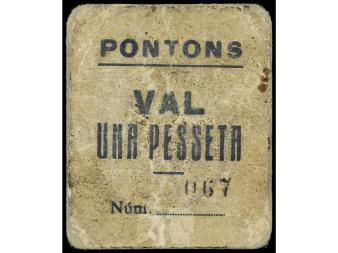 PONTONS
VAL
UNA PESSETA
067
Núm.